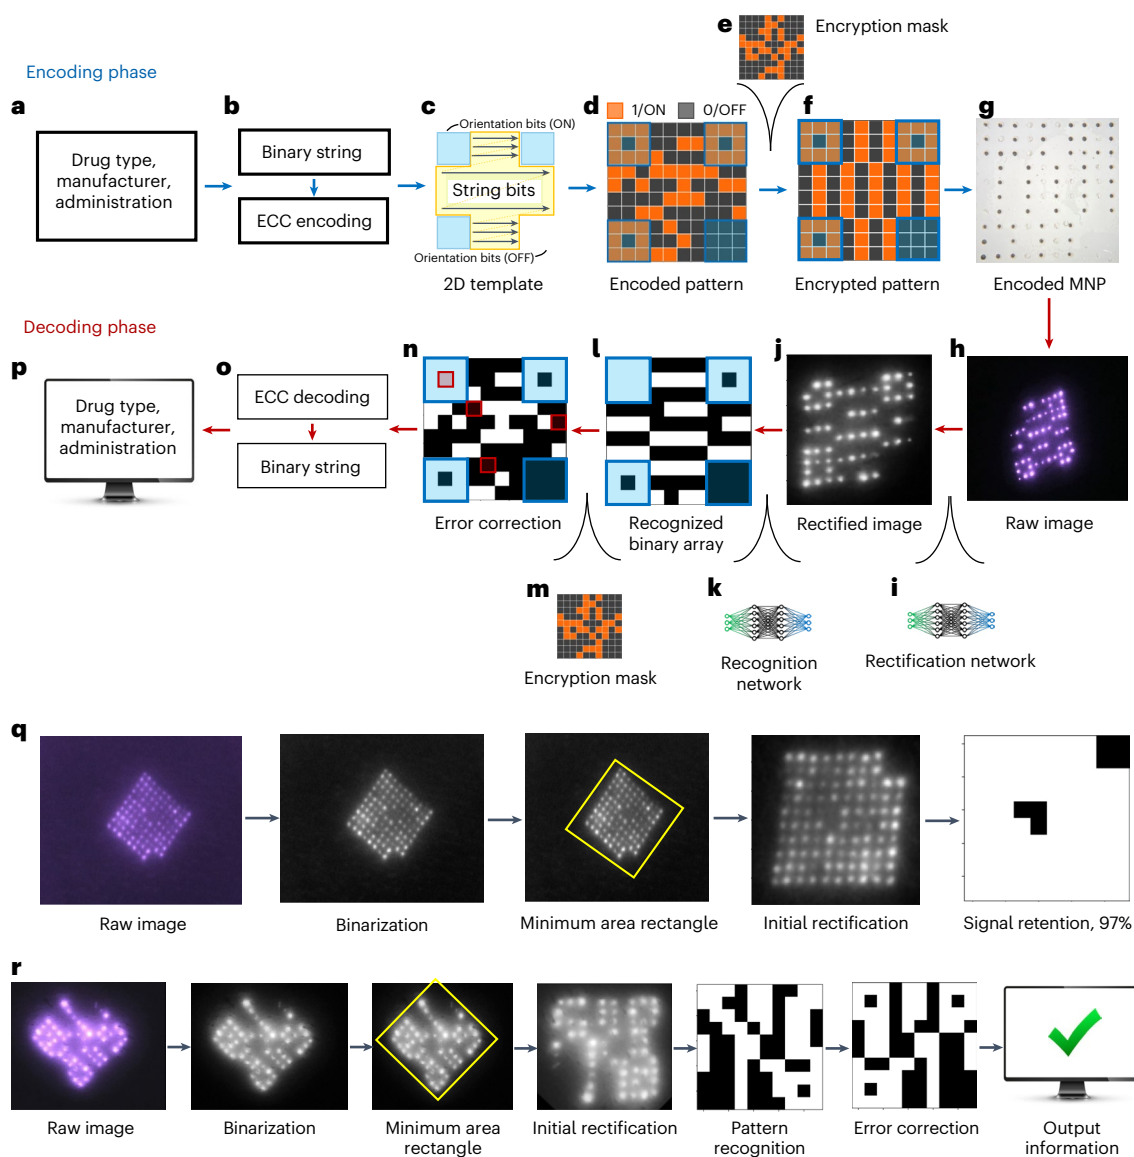 e
Encryption mask
Encoding phase
a
b
c
d
f
g
Orientation bits (ON)
1/ON
0/OFF
Drug type,
manufacturer,
administration
Binary string
ECC encoding
String bits
Orientation bits (OFF)
2D template
Encoded pattern
Encrypted pattern
Encoded MNP
Decoding phase
p
o
n
l
j
h
Drug type,
manufacturer,
administration
ECC decoding
Binary string
Error correction
Recognized
binary array
Rectified image
Raw image
m
Encryption mask
k
Recognition
network
i
Rectification network
q
Raw image
Binarization
Minimum area rectangle
Initial rectification
Signal retention, 97%
r
Raw image
Binarization
Minimum area
rectangle
Initial rectification
Pattern
recognition
Error correction
Output
information